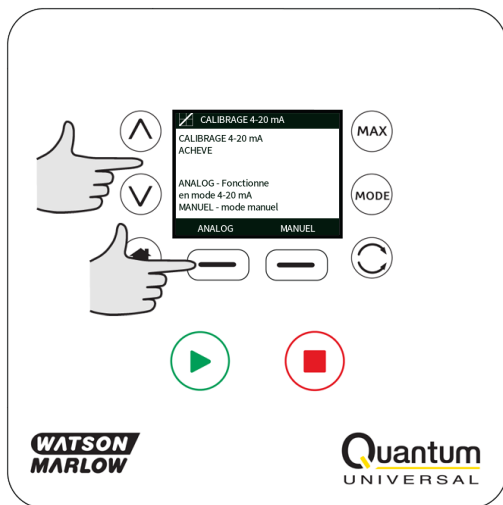 CALIBRAGE 4-20 mA
CALIBRAGE 4-20 mA
ACHEVE
ANALOG - Fonctionne
en mode 4-20 mA
MANUEL - mode manuel
ANALOG MANUEL
MAX
MODE
WATSON
MARLOW
Quantum
UNIVERSAL